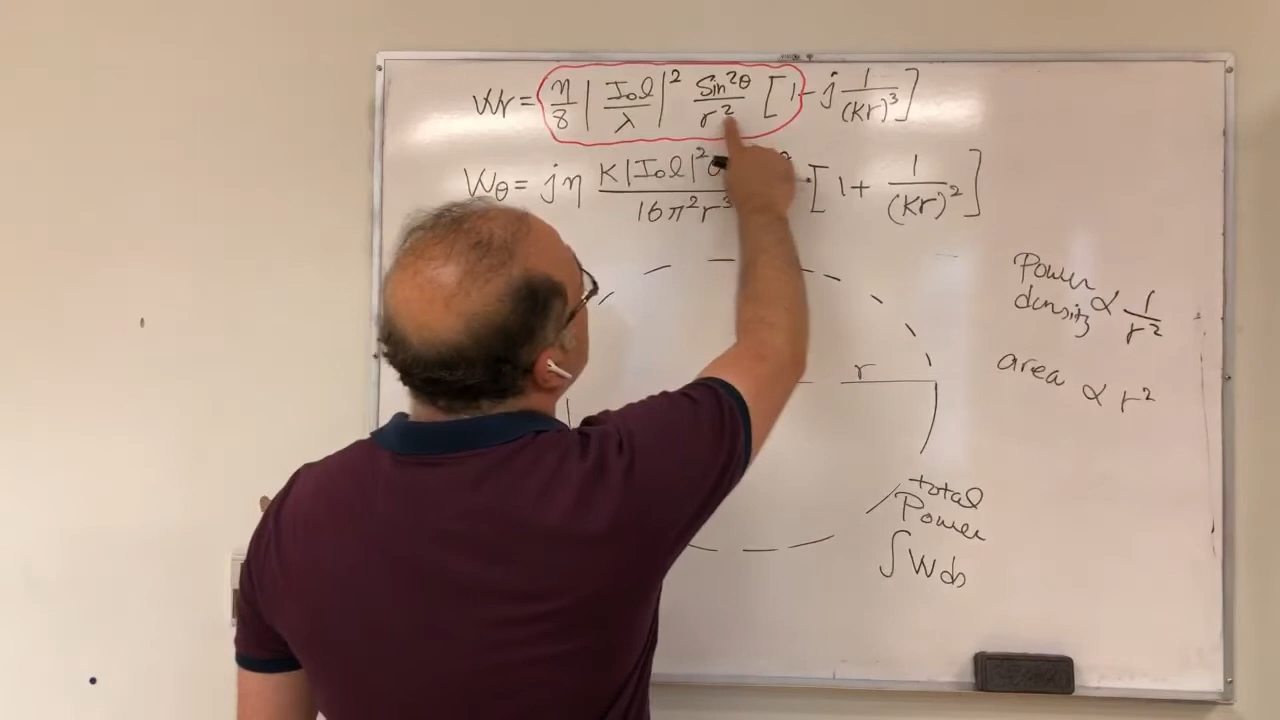 Wr = η/8 | I₀l/λ |² sin²θ/r² [1 - j 1/(kr)³]
Wθ = jη k|I₀l|² / 16π²r³ · [1 + 1/(kr)²]
Power density ∝ 1/r²
r
area ∝ r²
total
Power
∫ W ds